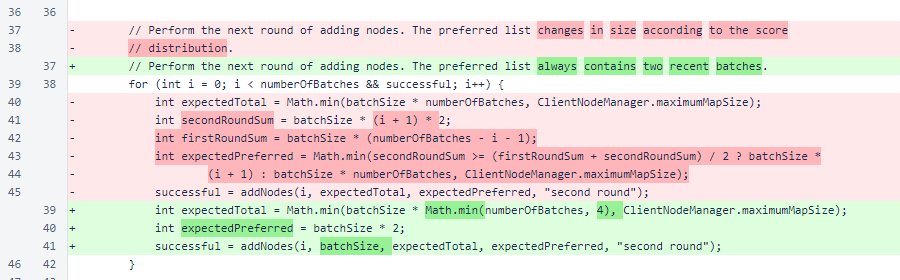 36 36
37 - // Perform the next round of adding nodes. The preferred list changes in size according to the score
38 - // distribution.
37 + // Perform the next round of adding nodes. The preferred list always contains two recent batches.
39 38 for (int i = 0; i < numberOfBatches && successful; i++) {
40 - int expectedTotal = Math.min(batchSize * numberOfBatches, ClientNodeManager.maximumMapSize);
41 - int secondRoundSum = batchSize * (i + 1) * 2;
42 - int firstRoundSum = batchSize * (numberOfBatches - i - 1);
43 - int expectedPreferred = Math.min(secondRoundSum >= (firstRoundSum + secondRoundSum) / 2 ? batchSize *
44 - (i + 1) : batchSize * numberOfBatches, ClientNodeManager.maximumMapSize);
45 - successful = addNodes(i, expectedTotal, expectedPreferred, "second round");
39 + int expectedTotal = Math.min(batchSize * Math.min(numberOfBatches, 4), ClientNodeManager.maximumMapSize);
40 + int expectedPreferred = batchSize * 2;
41 + successful = addNodes(i, batchSize, expectedTotal, expectedPreferred, "second round");
46 42 }